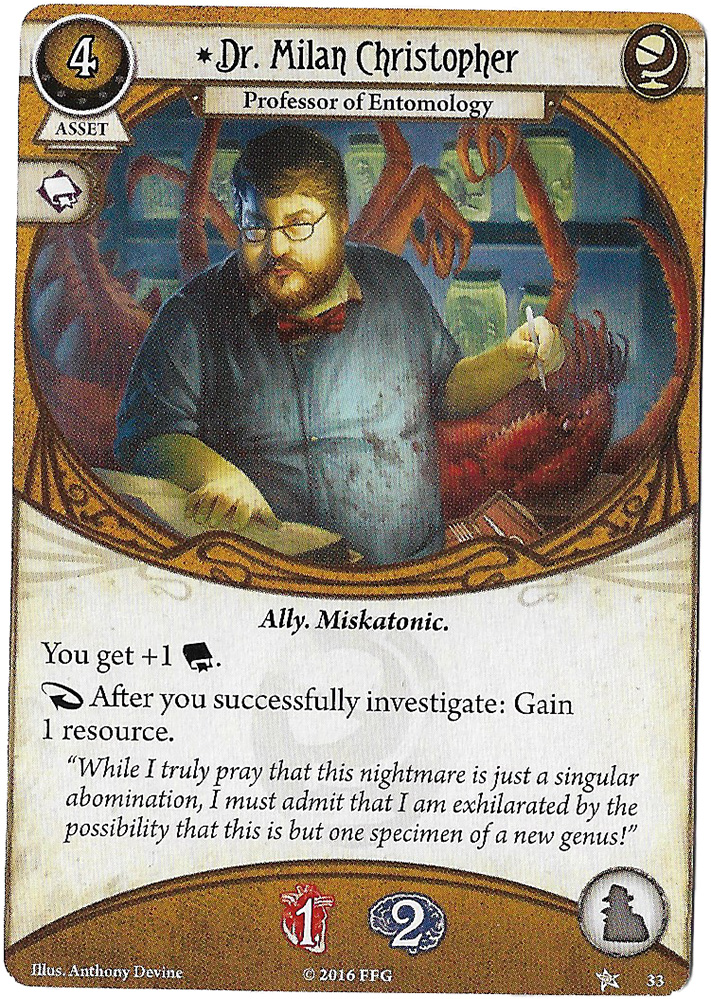 4
*Dr. Milan Christopher
Professor of Entomology
ASSET
Ally. Miskatonic.
You get +1 .
After you successfully investigate: Gain
1 resource.
“While I truly pray that this nightmare is just a singular
abomination, I must admit that I am exhilarated by the
possibility that this is but one specimen of a new genus!”
1 2
Illus. Anthony Devine © 2016 FFG 33